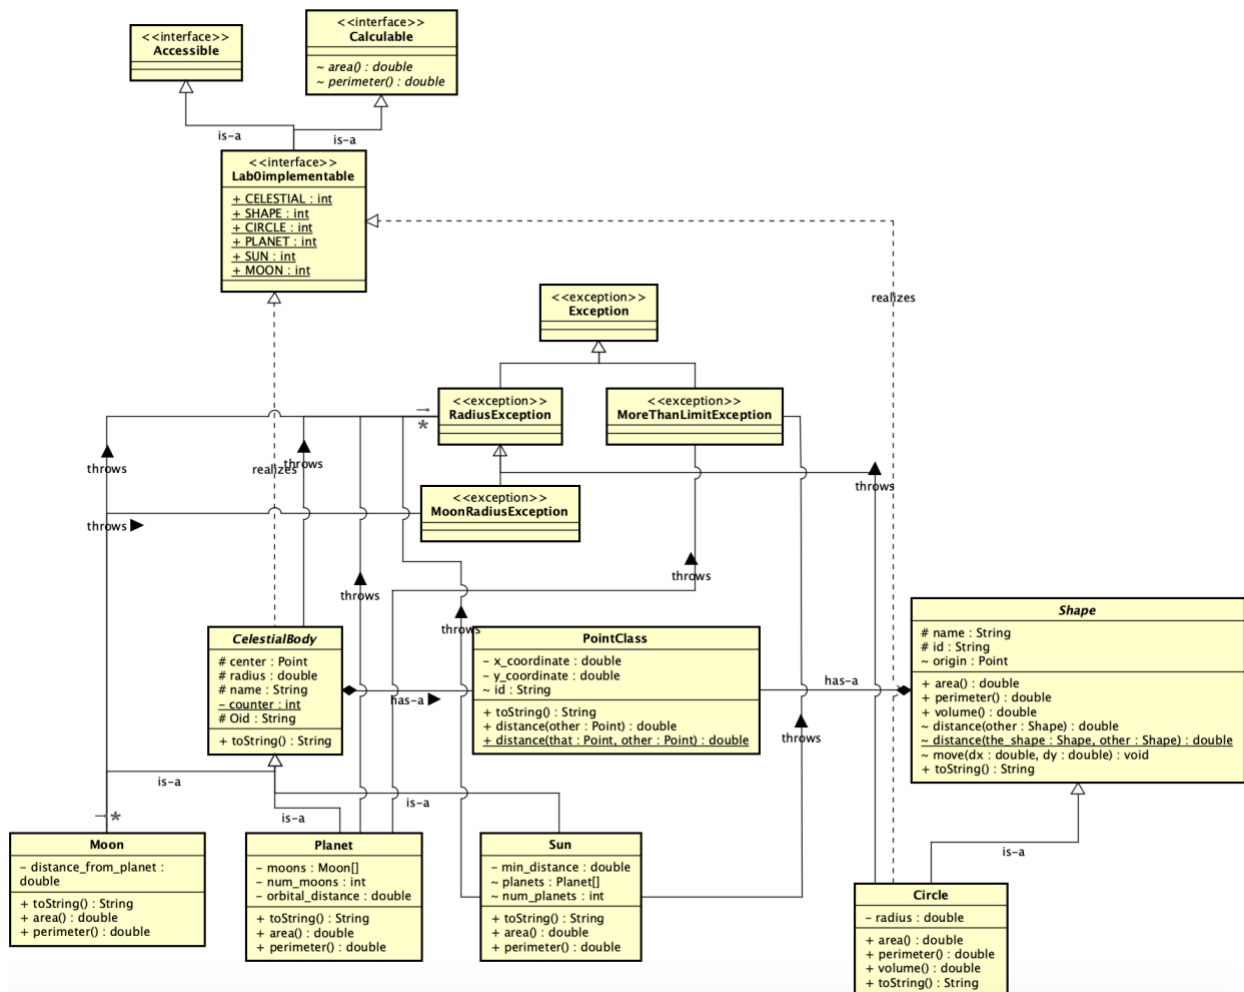 <<interface>>
Accessible
<<interface>>
Calculable
~ area() : double
~ perimeter() : double
is-a
is-a
<<interface>>
Lab0implementable
+ CELESTIAL : int
+ SHAPE : int
+ CIRCLE : int
+ PLANET : int
+ SUN : int
+ MOON : int
realizes
<<exception>>
Exception
<<exception>>
RadiusException
<<exception>>
MoreThanLimitException
*
throws
realizes
throws
throws
<<exception>>
MoonRadiusException
throws
throws
throws
throws
CelestialBody
# center : Point
# radius : double
# name : String
- counter : int
# Oid : String
+ toString() : String
has-a
PointClass
- x_coordinate : double
- y_coordinate : double
~ id : String
+ toString() : String
+ distance(other : Point) : double
+ distance(that : Point, other : Point) : double
has-a
throws
Shape
# name : String
# id : String
~ origin : Point
+ area() : double
+ perimeter() : double
+ volume() : double
~ distance(other : Shape) : double
~ distance(the_shape : Shape, other : Shape) : double
~ move(dx : double, dy : double) : void
+ toString() : String
is-a
is-a
is-a
is-a
*
Moon
- distance_from_planet :
double
+ toString() : String
+ area() : double
+ perimeter() : double
Planet
- moons : Moon[]
- num_moons : int
- orbital_distance : double
+ toString() : String
+ area() : double
+ perimeter() : double
Sun
- min_distance : double
~ planets : Planet[]
~ num_planets : int
+ toString() : String
+ area() : double
+ perimeter() : double
Circle
- radius : double
+ area() : double
+ perimeter() : double
+ volume() : double
+ toString() : String